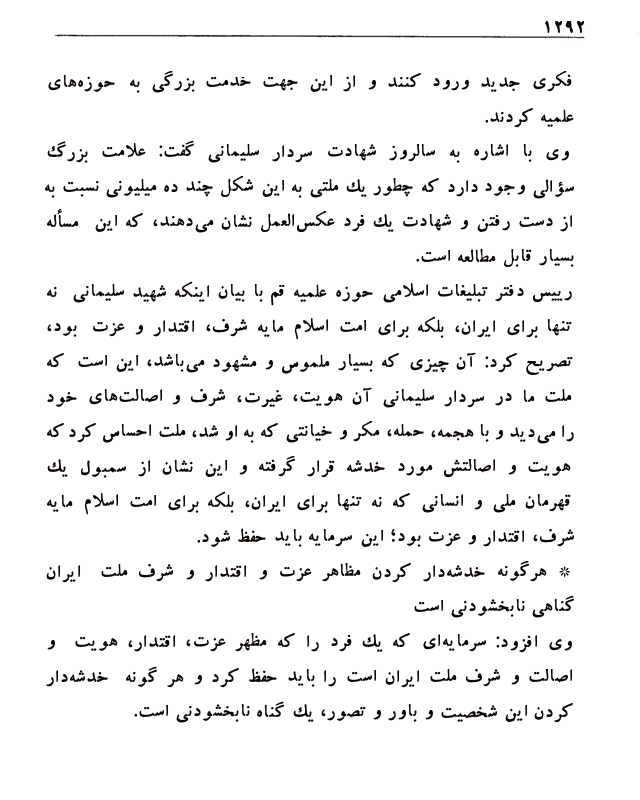 ۱۲۹۲
فکری جدید ورود کنند و از این جهت خدمت بزرگی به حوزه‌های
علمیه کردند.
وی با اشاره به سالروز شهادت سردار سلیمانی گفت: علامت بزرگ
سؤالی وجود دارد که چطور یك ملتی به این شکل چند ده میلیونی نسبت به
از دست رفتن و شهادت یك فرد عکس‌العمل نشان می‌دهند، که این مسأله
بسیار قابل مطالعه است.
رییس دفتر تبلیغات اسلامی حوزه علمیه قم با بیان اینکه شهید سلیمانی نه
تنها برای ایران، بلکه برای امت اسلام مایه شرف، اقتدار و عزت بود،
تصریح کرد: آن چیزی که بسیار ملموس و مشهود می‌باشد، این است که
ملت ما در سردار سلیمانی آن هویت، غیرت، شرف و اصالت‌های خود
را می‌دید و با هجمه، حمله، مکر و خیانتی که به او شد، ملت احساس کرد که
هویت و اصالتش مورد خدشه قرار گرفته و این نشان از سمبول یك
قهرمان ملی و انسانی که نه تنها برای ایران، بلکه برای امت اسلام مایه
شرف، اقتدار و عزت بود؛ این سرمایه باید حفظ شود.
* هرگونه خدشه‌دار کردن مظاهر عزت و اقتدار و شرف ملت ایران
گناهی نابخشودنی است
وی افزود: سرمایه‌ای که یك فرد را که مظهر عزت، اقتدار، هویت و
اصالت و شرف ملت ایران است را باید حفظ کرد و هر گونه خدشه‌دار
کردن این شخصیت و باور و تصور، یك گناه نابخشودنی است.